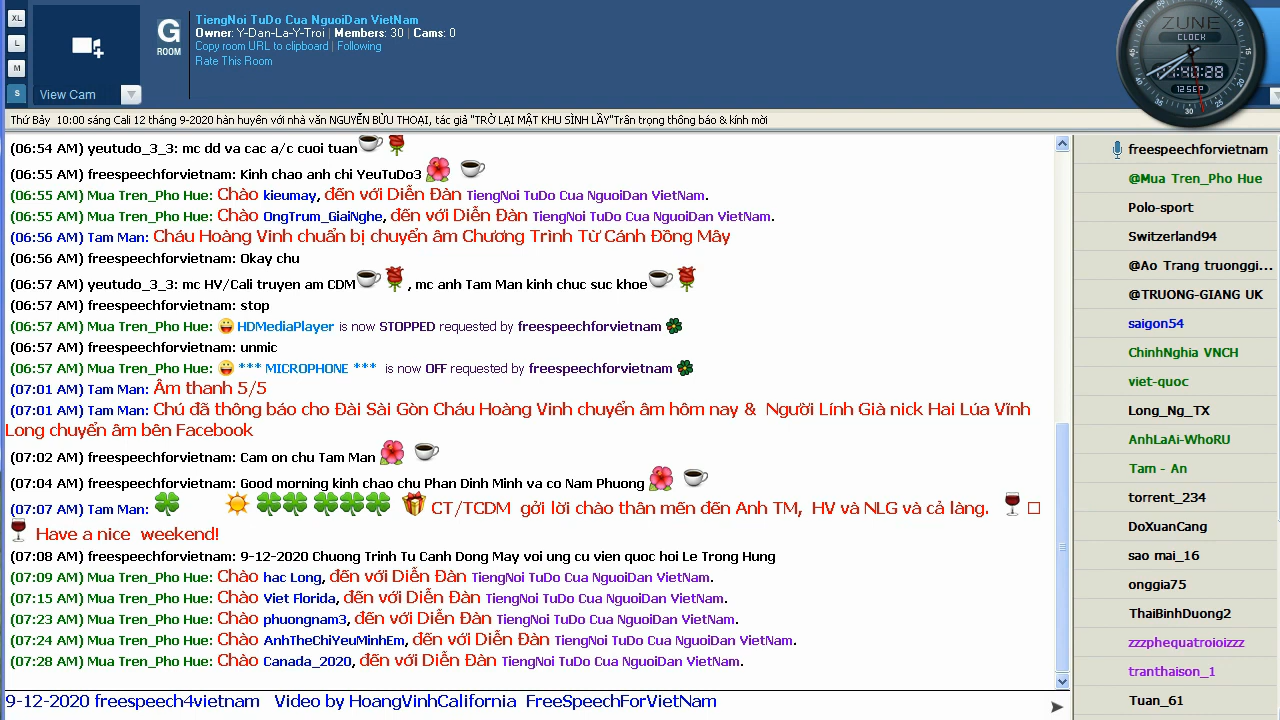 XL
L
M
S
View Cam
G
ROOM
TiengNoi TuDo Cua NguoiDan VietNam
Owner: Y-Dan-La-Y-Troi | Members: 30 | Cams: 0
Copy room URL to clipboard | Following
Rate This Room
ZUNE
CLOCK
12 SEP
Thứ Bảy 10:00 sáng Cali 12 tháng 9-2020 hàn huyên với nhà văn NGUYỄN BỬU THOẠI, tác giả "TÌM LẠI MẬT KHU SÌNH LẦY"Trân trọng thông báo & kính mời
(06:54 AM) yeutudo_3_3: mc dd va cac a/c cuoi tuan
(06:55 AM) freespeechforvietnam: Kinh chao anh chi YeuTuDo3
(06:55 AM) Mua Tren_Pho Hue: Chào kieumay, đến với Diễn Đàn TiengNoi TuDo Cua NguoiDan VietNam.
(06:55 AM) Mua Tren_Pho Hue: Chào OngTrum_GiaiNghe, đến với Diễn Đàn TiengNoi TuDo Cua NguoiDan VietNam.
(06:56 AM) Tam Man: Cháu Hoàng Vinh chuẩn bị chuyển âm Chương Trình Từ Cánh Đồng Mây
(06:56 AM) freespeechforvietnam: Okay chu
(06:57 AM) yeutudo_3_3: mc HV/Cali truyen am CDM , mc anh Tam Man kinh chuc suc khoe
(06:57 AM) freespeechforvietnam: stop
(06:57 AM) Mua Tren_Pho Hue: HDMediaPlayer is now STOPPED requested by freespeechforvietnam
(06:57 AM) freespeechforvietnam: unmic
(06:57 AM) Mua Tren_Pho Hue: *** MICROPHONE *** is now OFF requested by freespeechforvietnam
(07:01 AM) Tam Man: Âm thanh 5/5
(07:01 AM) Tam Man: Chú đã thông báo cho Đài Sài Gòn Cháu Hoàng Vinh chuyển âm hôm nay & Người Lính Già nick Hai Lúa Vĩnh
Long chuyển âm bên Facebook
(07:02 AM) freespeechforvietnam: Cam on chu Tam Man
(07:04 AM) freespeechforvietnam: Good morning kinh chao chu Phan Dinh Minh va co Nam Phuong
(07:07 AM) Tam Man: CT/TCDM gởi lời chào thân mến đến Anh TM, HV và NLG và cả làng.
Have a nice weekend!
(07:08 AM) freespeechforvietnam: 9-12-2020 Chuong Trinh Tu Canh Dong May voi ung cu vien quoc hoi Le Trong Hung
(07:09 AM) Mua Tren_Pho Hue: Chào hac Long, đến với Diễn Đàn TiengNoi TuDo Cua NguoiDan VietNam.
(07:15 AM) Mua Tren_Pho Hue: Chào Viet Florida, đến với Diễn Đàn TiengNoi TuDo Cua NguoiDan VietNam.
(07:23 AM) Mua Tren_Pho Hue: Chào phuongnam3, đến với Diễn Đàn TiengNoi TuDo Cua NguoiDan VietNam.
(07:24 AM) Mua Tren_Pho Hue: Chào AnhTheChiYeuMinhEm, đến với Diễn Đàn TiengNoi TuDo Cua NguoiDan VietNam.
(07:28 AM) Mua Tren_Pho Hue: Chào Canada_2020, đến với Diễn Đàn TiengNoi TuDo Cua NguoiDan VietNam.
9-12-2020 freespeech4vietnam Video by HoangVinhCalifornia FreeSpeechForVietNam
freespeechforvietnam
@Mua Tren_Pho Hue
Polo-sport
Switzerland94
@Ao Trang truonggi...
@TRUONG-GIANG UK
saigon54
ChinhNghia VNCH
viet-quoc
Long_Ng_TX
AnhLaAi-WhoRU
Tam - An
torrent_234
DoXuanCang
sao mai_16
onggia75
ThaiBinhDuong2
zzzphequatroioizzz
tranthaison_1
Tuan_61